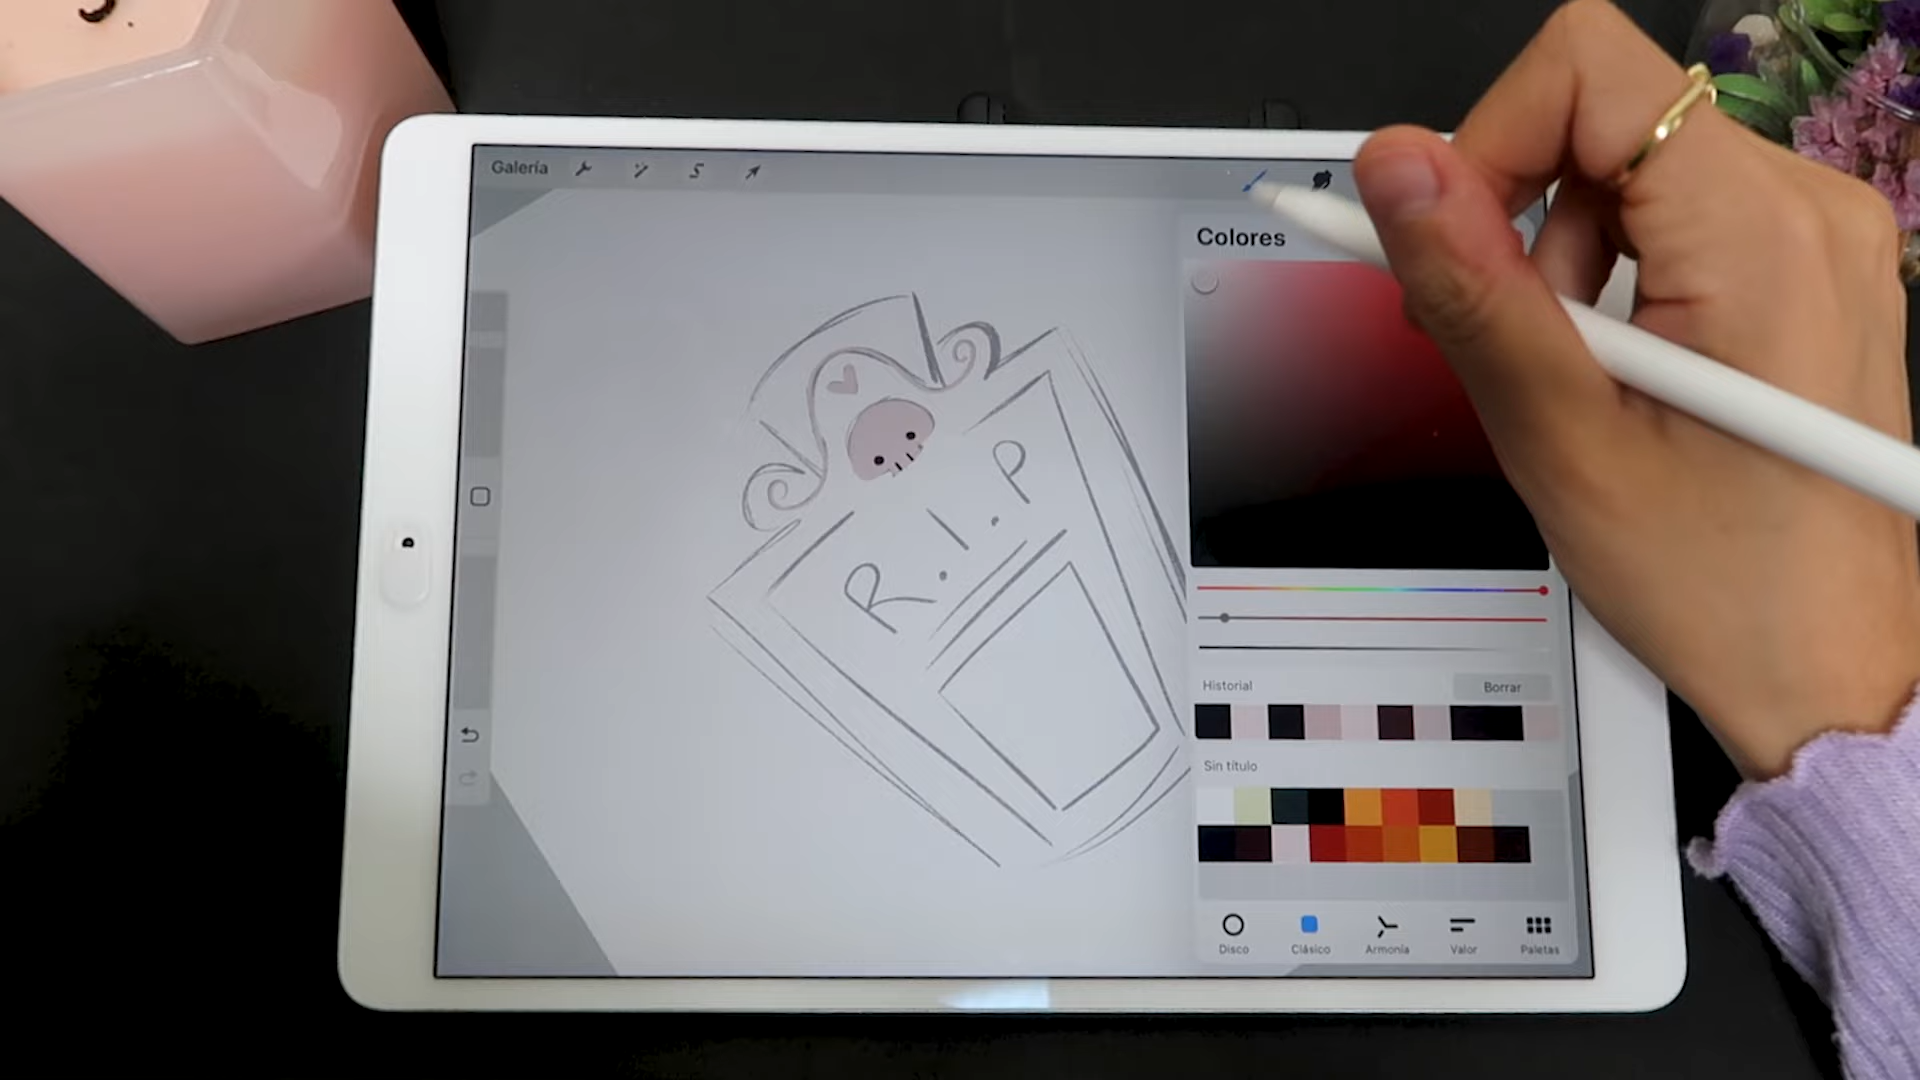 Galería
Colores
R.I.P
Historial
Borrar
Sin título
Disco
Clásico
Armonía
Valor
Paletas